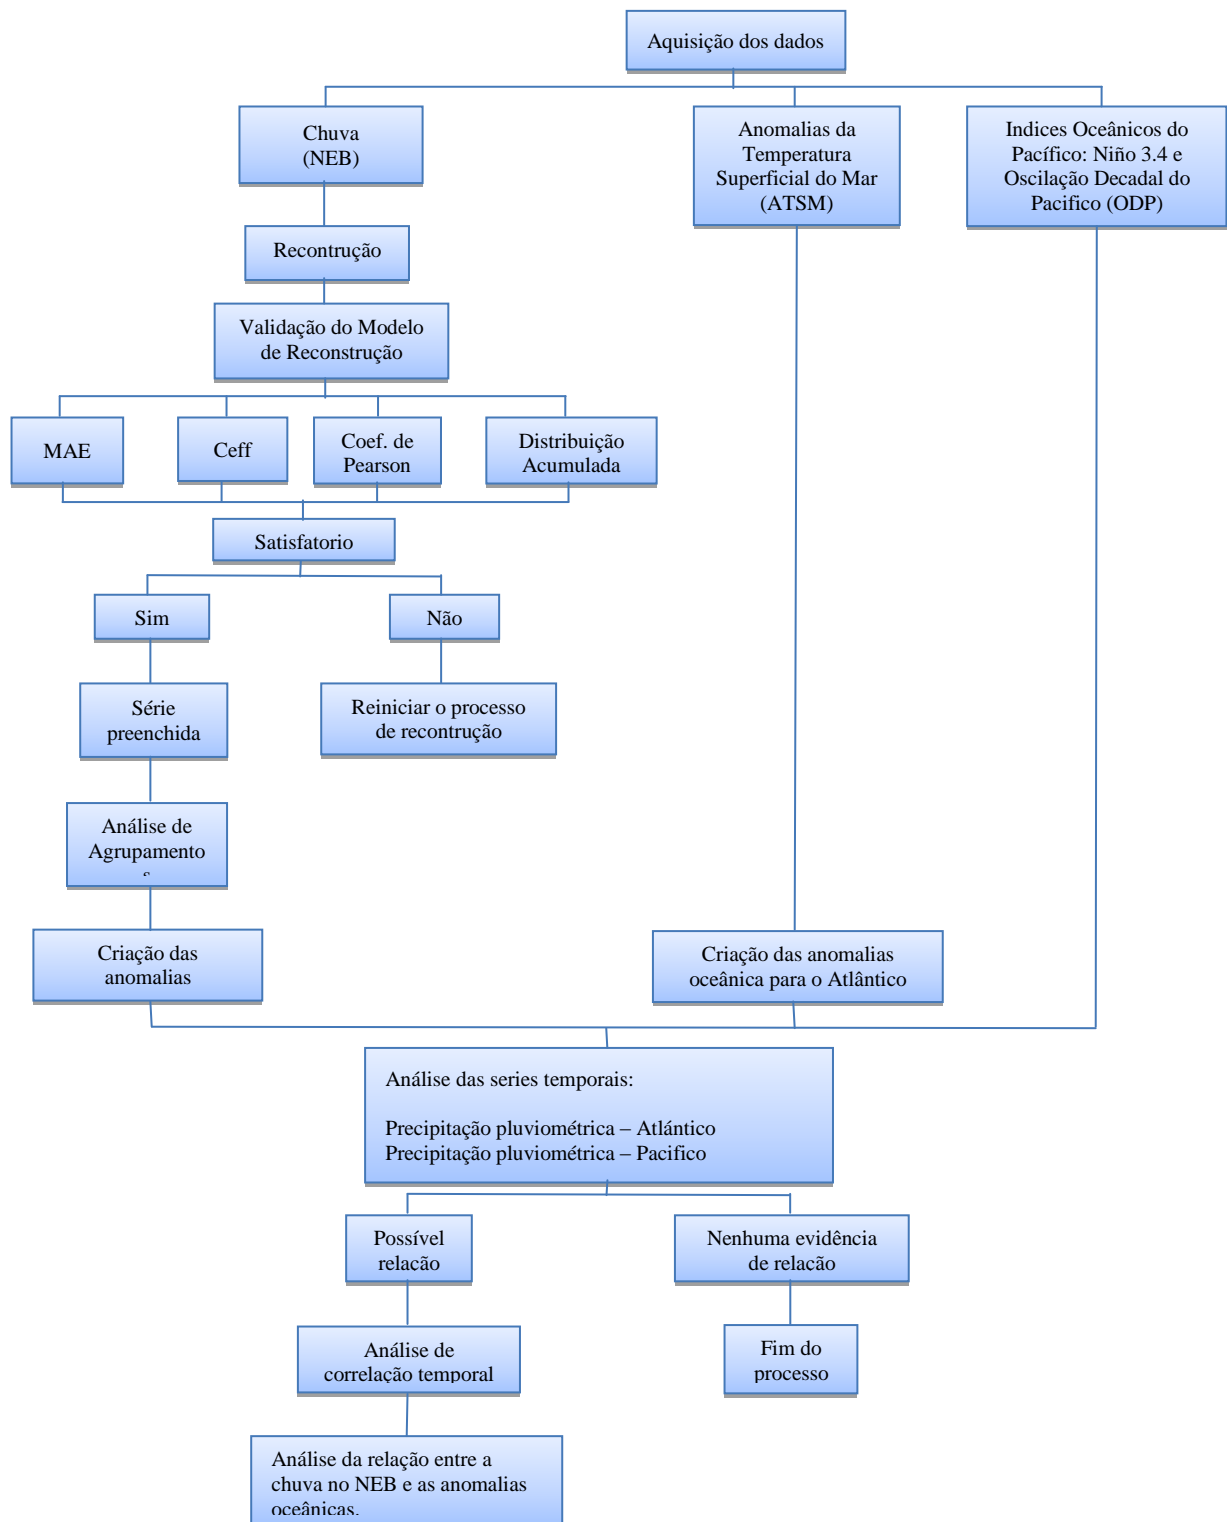 Aquisição dos dados
Chuva
(NEB)
Anomalias da
Temperatura
Superficial do Mar
(ATSM)
Indices Oceânicos do
Pacífico: Niño 3.4 e
Oscilação Decadal do
Pacifico (ODP)
Recontrução
Validação do Modelo
de Reconstrução
MAE
Ceff
Coef. de
Pearson
Distribuição
Acumulada
Satisfatorio
Sim
Não
Série
preenchida
Reiniciar o processo
de recontrução
Análise de
Agrupamento
s
Criação das
anomalias
Criação das anomalias
oceânica para o Atlântico
Análise das series temporais:
Precipitação pluviométrica – Atlántico
Precipitação pluviométrica – Pacifico
Possível
relacão
Nenhuma evidência
de relação
Análise de
correlação temporal
Fim do
processo
Análise da relação entre a
chuva no NEB e as anomalias
oceânicas.